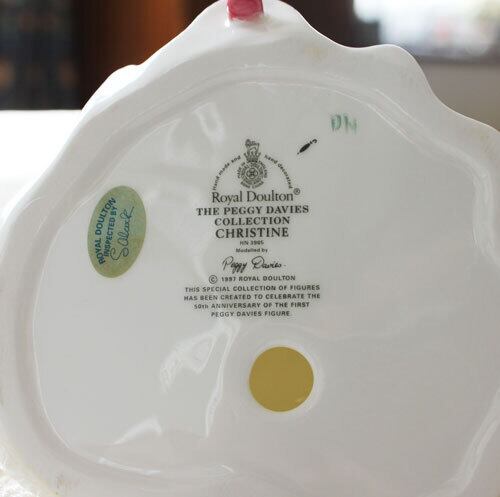 DN
Hand made and hand decorated
Royal Doulton®
THE PEGGY DAVIES
COLLECTION
CHRISTINE
HN 3905
Modelled by
Peggy Davies
© 1997 ROYAL DOULTON
THIS SPECIAL COLLECTION OF FIGURES
HAS BEEN CREATED TO CELEBRATE THE
50th ANNIVERSARY OF THE FIRST
PEGGY DAVIES FIGURE.
ROYAL DOULTON
INSPECTED BY